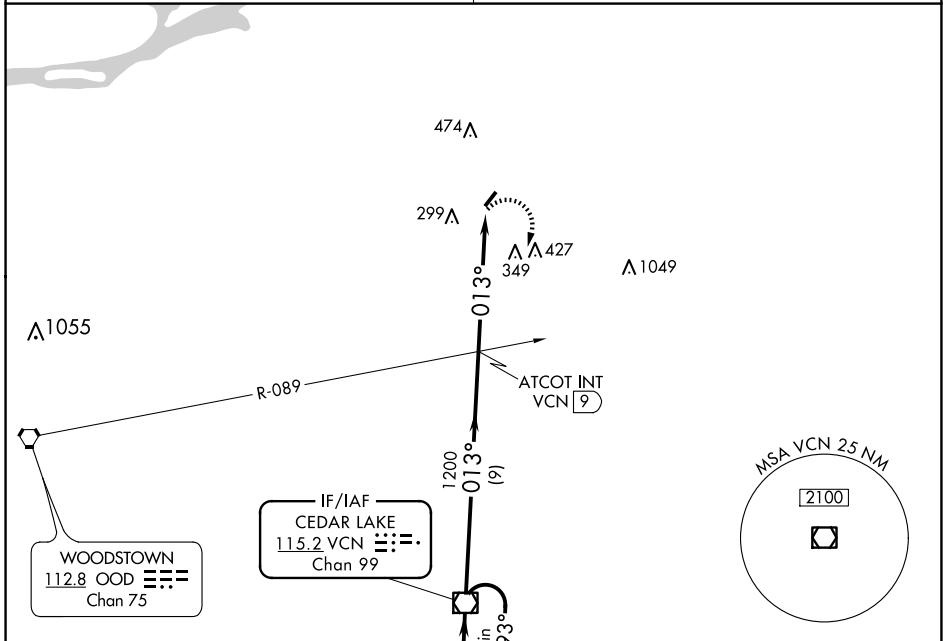 474
299
427
349
1049
013°
1055
R-089
ATCOT INT
VCN 9
1200
013°
(9)
MSA VCN 25 NM
2100
IF/IAF
CEDAR LAKE
115.2 VCN
Chan 99
WOODSTOWN
112.8 OOD
Chan 75